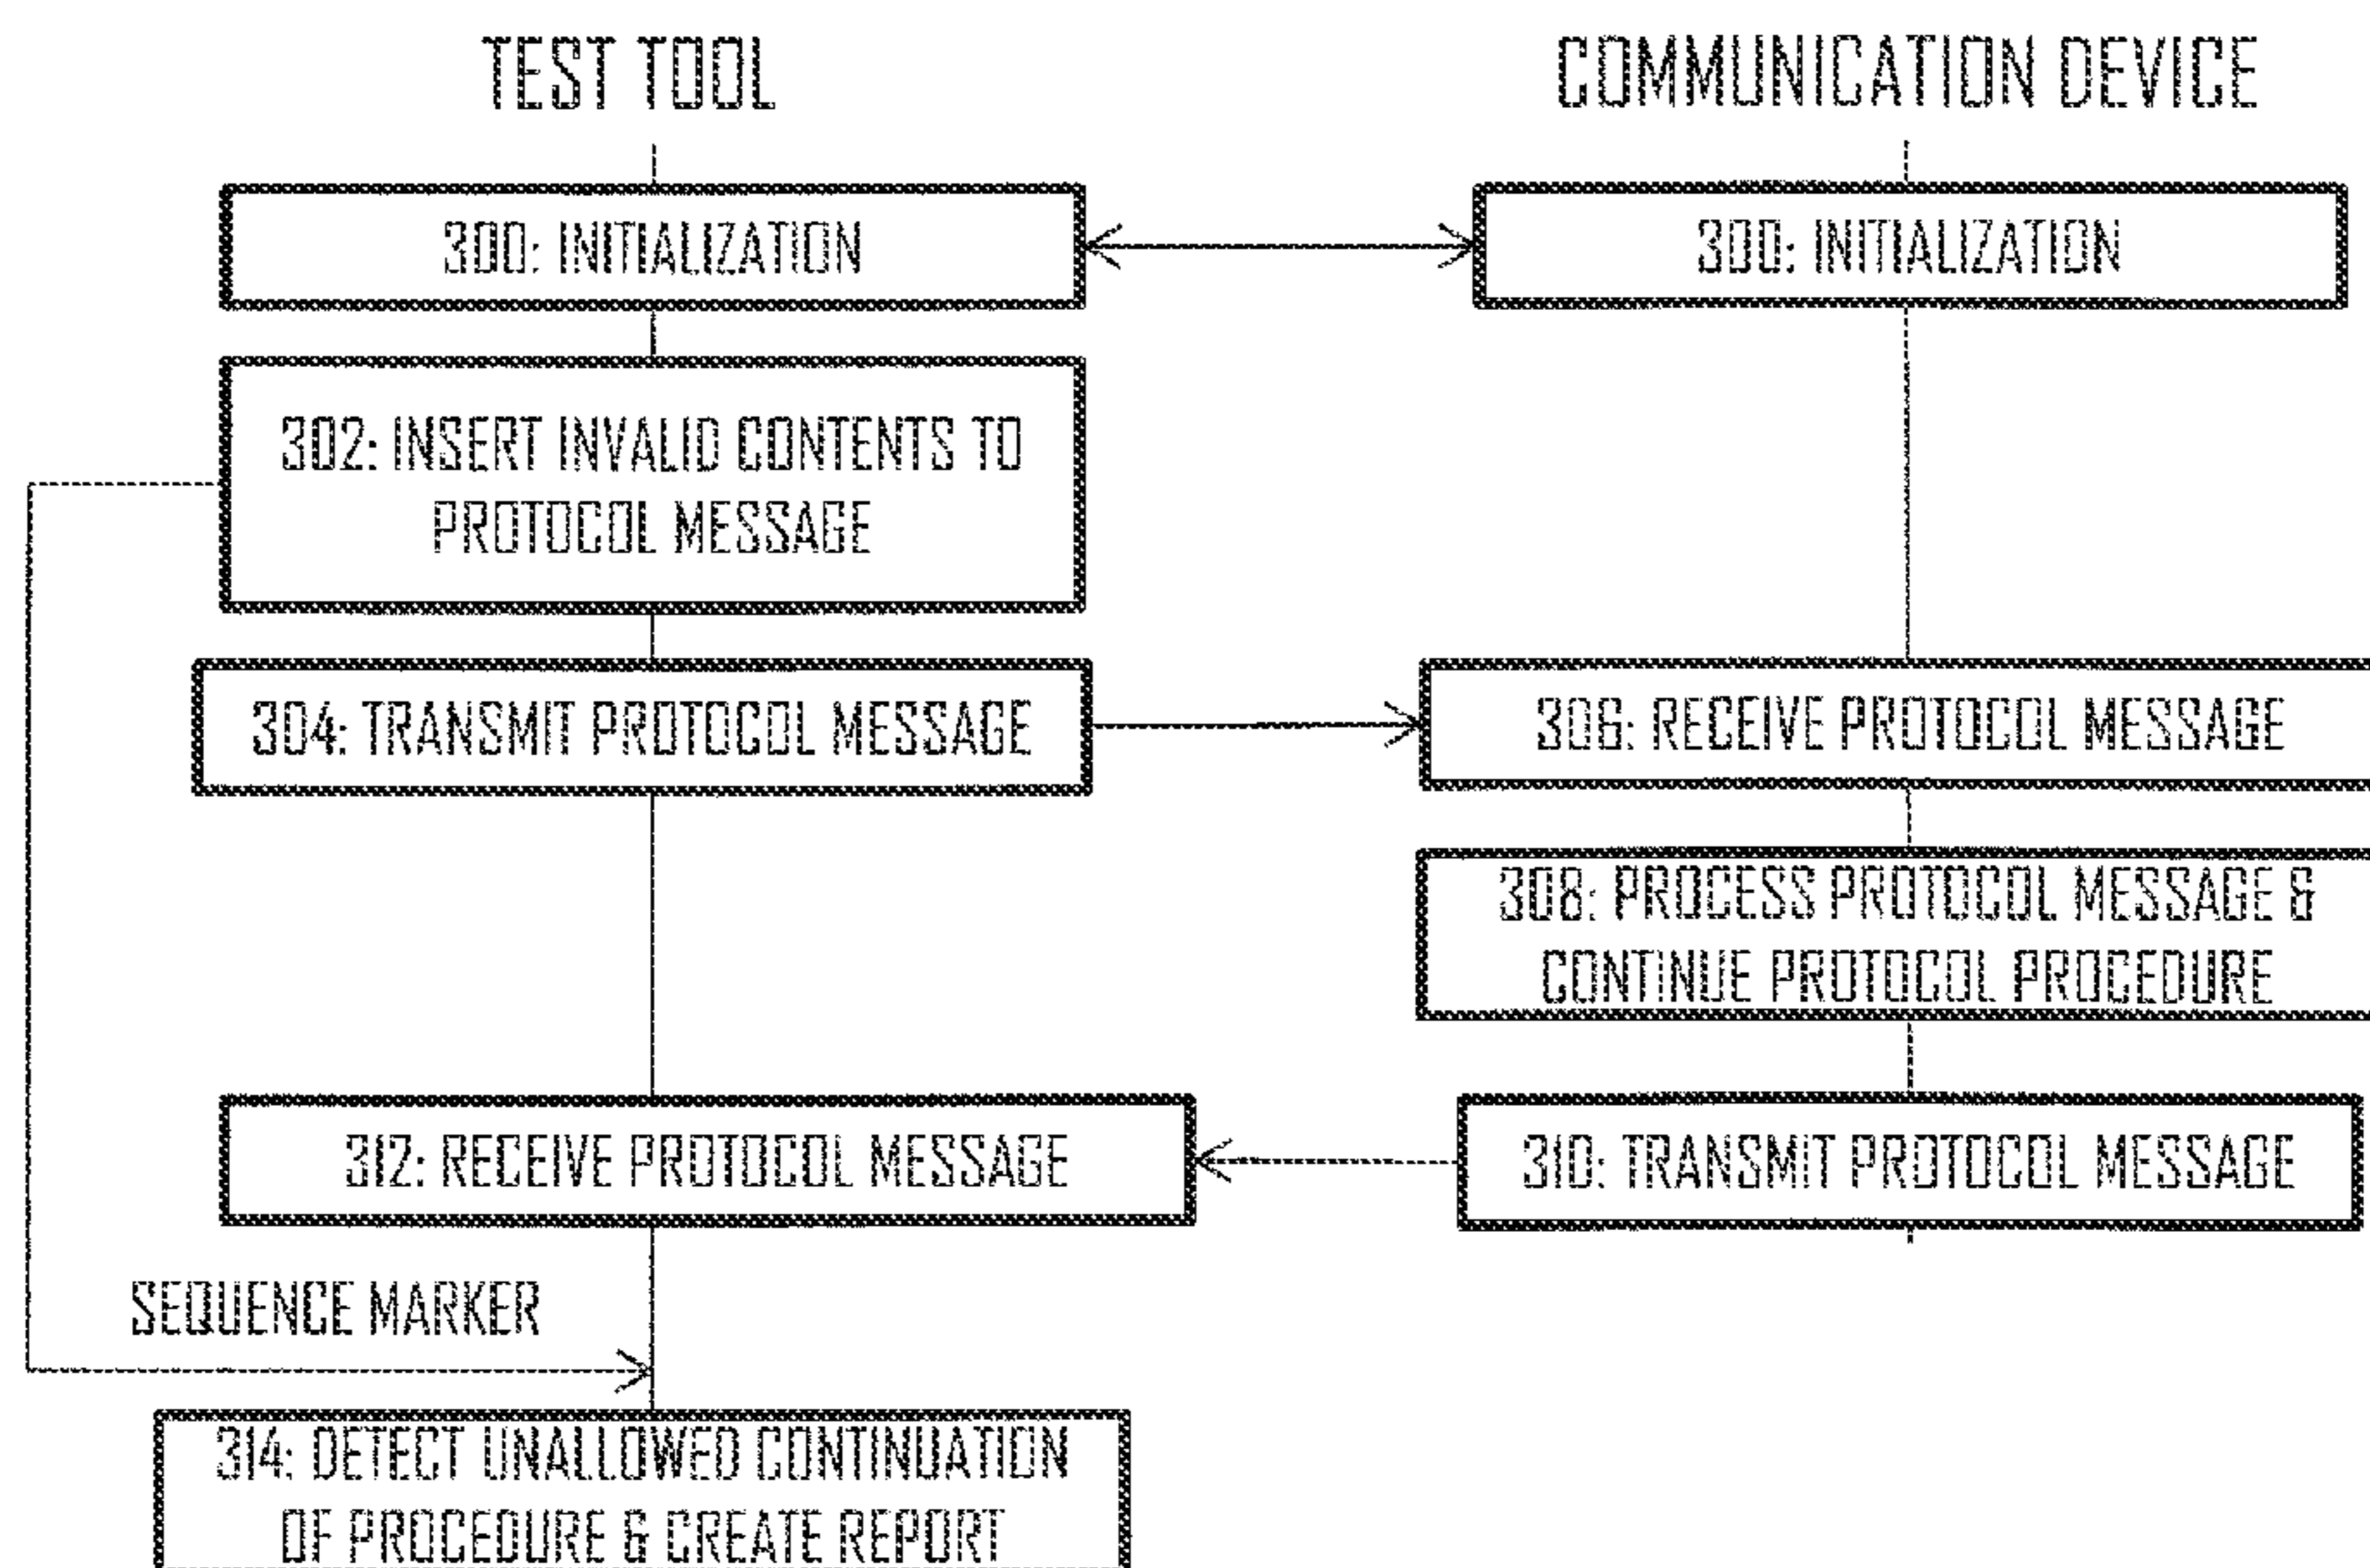 TEST TOOL
COMMUNICATION DEVICE
300: INITIALIZATION
300: INITIALIZATION
302: INSERT INVALID CONTENTS TO
PROTOCOL MESSAGE
304: TRANSMIT PROTOCOL MESSAGE
306: RECEIVE PROTOCOL MESSAGE
308: PROCESS PROTOCOL MESSAGE &
CONTINUE PROTOCOL PROCEDURE
312: RECEIVE PROTOCOL MESSAGE
310: TRANSMIT PROTOCOL MESSAGE
SEQUENCE MARKER
314: DETECT UNALLOWED CONTINUATION
OF PROCEDURE & CREATE REPORT